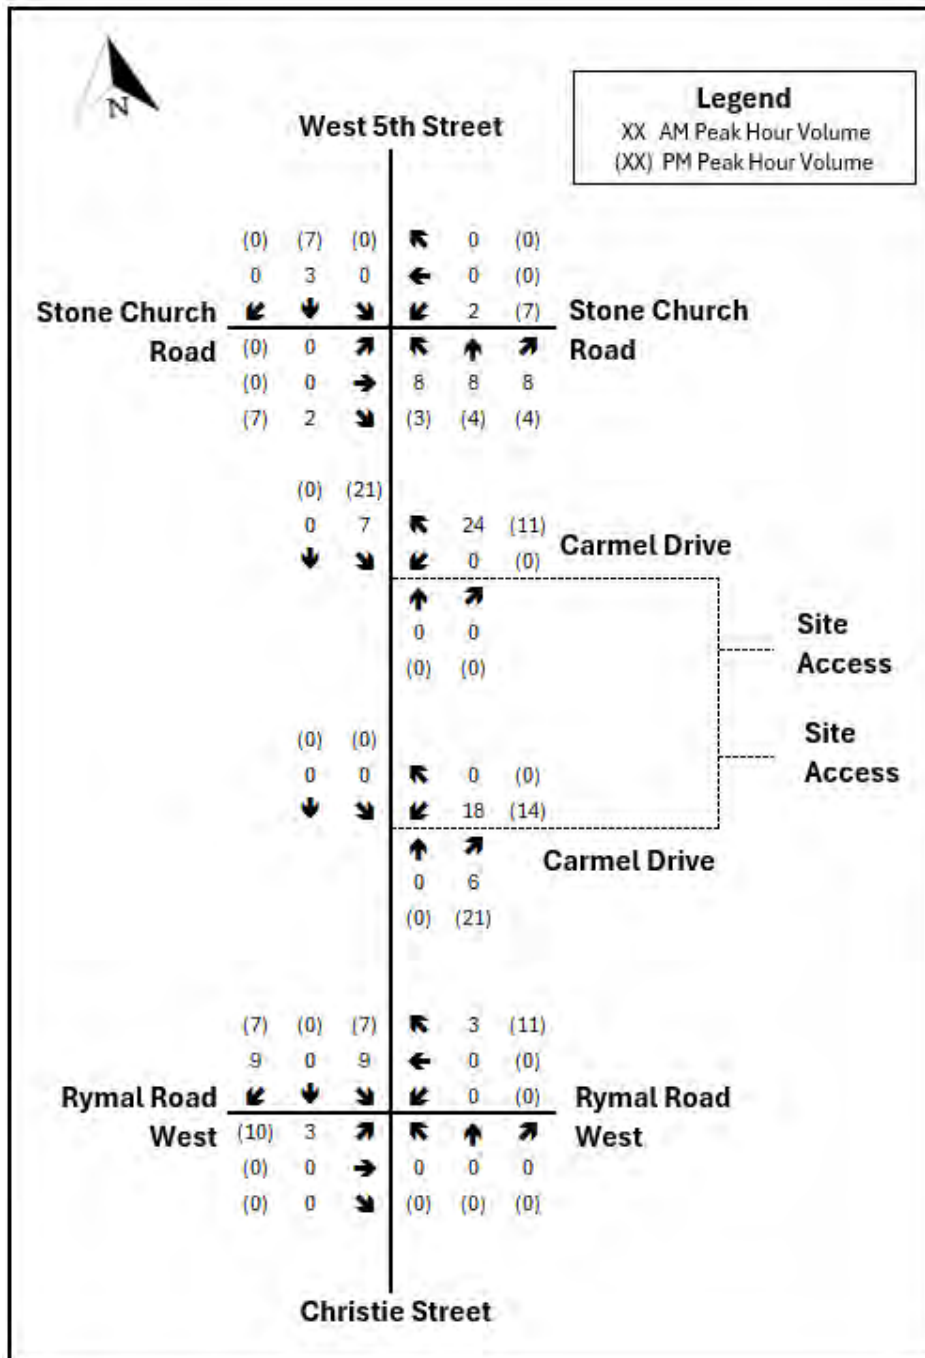 N
Legend
XX AM Peak Hour Volume
(XX) PM Peak Hour Volume
West 5th Street
(0) (7) (0) 0 (0)
0 3 0 0 (0)
Stone Church 2 (7) Stone Church
Road (0) 0 Road
(0) 0 8 8 8
(7) 2 (3) (4) (4)
(0) (21)
0 7 24 (11)
Carmel Drive
0 (0)
0 0
(0) (0)
Site
Access
(0) (0)
Site
Access
0 0 0 (0)
18 (14)
Carmel Drive
0 6
(0) (21)
(7) (0) (7) 3 (11)
9 0 9 0 (0)
Rymal Road 0 (0) Rymal Road
West (10) 3 West
(0) 0 0 0 0
(0) 0 (0) (0) (0)
Christie Street